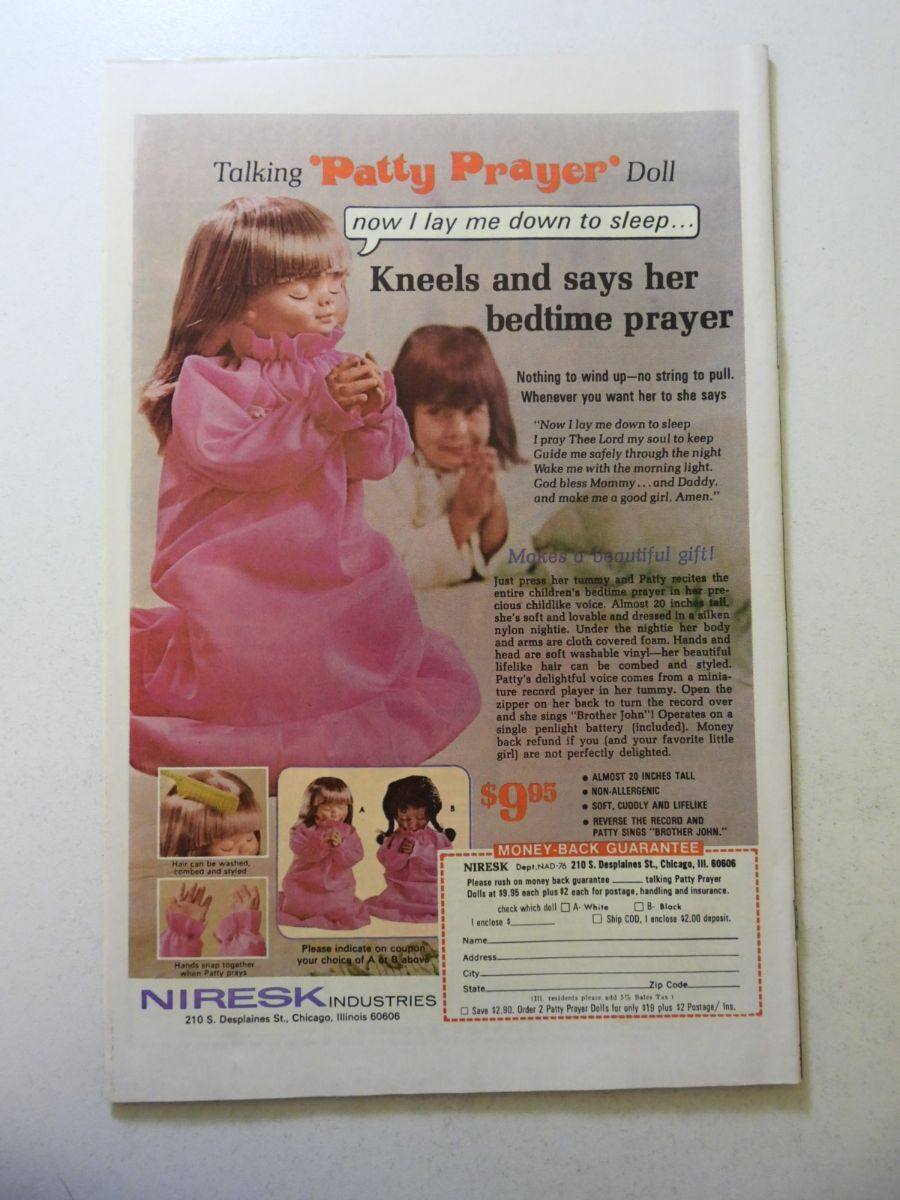 Talking 'Patty Prayer' Doll
now I lay me down to sleep...
Kneels and says her
bedtime prayer
Nothing to wind up—no string to pull.
Whenever you want her to she says
"Now I lay me down to sleep
I pray Thee Lord my soul to keep
Guide me safely through the night
Wake me with the morning light.
God bless Mommy...and Daddy,
and make me a good girl, Amen."
Makes a beautiful gift!
Just press her tummy and Patty recites the
entire children's bedtime prayer in her pre-
cious childlike voice. Almost 20 inches tall,
she's soft and lovable and dressed in a silken
nylon nightie. Under the nightie her body
and arms are cloth covered foam. Hands and
head are soft washable vinyl—her beautiful
lifelike hair can be combed and styled.
Patty's delightful voice comes from a minia-
ture record player in her tummy. Open the
zipper on her back to turn the record over
and she sings "Brother John"! Operates on a
single penlight battery (included). Money
back refund if you (and your favorite little
girl) are not perfectly delighted.
$9.95
• ALMOST 20 INCHES TALL
• NON-ALLERGENIC
• SOFT, CUDDLY AND LIFELIKE
• REVERSE THE RECORD AND
PATTY SINGS "BROTHER JOHN."
Hair can be washed,
combed and styled
Hands snap together
when Patty prays
A
B
Please indicate on coupon
your choice of A or B above
NIRESK INDUSTRIES
210 S. Desplaines St., Chicago, Illinois 60606
MONEY-BACK GUARANTEE
NIRESK Dept.NAD-76 210 S. Desplaines St., Chicago, Ill. 60606
Please rush on money back guarantee ____ talking Patty Prayer
Dolls at $9.95 each plus $2 each for postage, handling and insurance.
check which doll □ A- White □ B- Black
I enclose $____ □ Ship COD, I enclose $2.00 deposit.
Name
Address
City
State Zip Code
(Ill. residents please add 5% Sales Tax)
□ Save $2.90. Order 2 Patty Prayer Dolls for only $19 plus $2 Postage/ Ins.